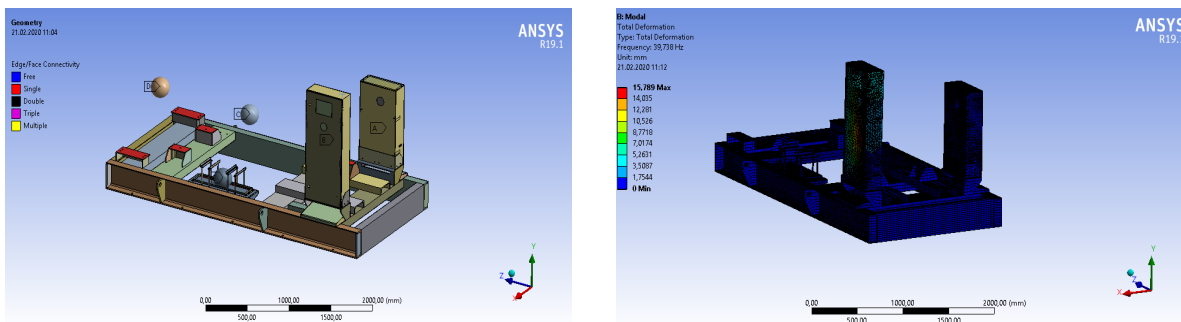 Geometry
21.02.2020 11:04
Edge/Face Connectivity
Free
Single
Double
Triple
Multiple
ANSYS
R19.1
D
C
B
A
Y
Z
X
0,00 1000,00 2000,00 (mm)
500,00 1500,00
B: Modal
Total Deformation
Type: Total Deformation
Frequency: 39,738 Hz
Unit: mm
21.02.2020 11:12
15,789 Max
14,035
12,281
10,526
8,7718
7,0174
5,2631
3,5087
1,7544
0 Min
ANSYS
R19.1
Y
Z
X
0,00 1000,00 2000,00 (mm)
500,00 1500,00